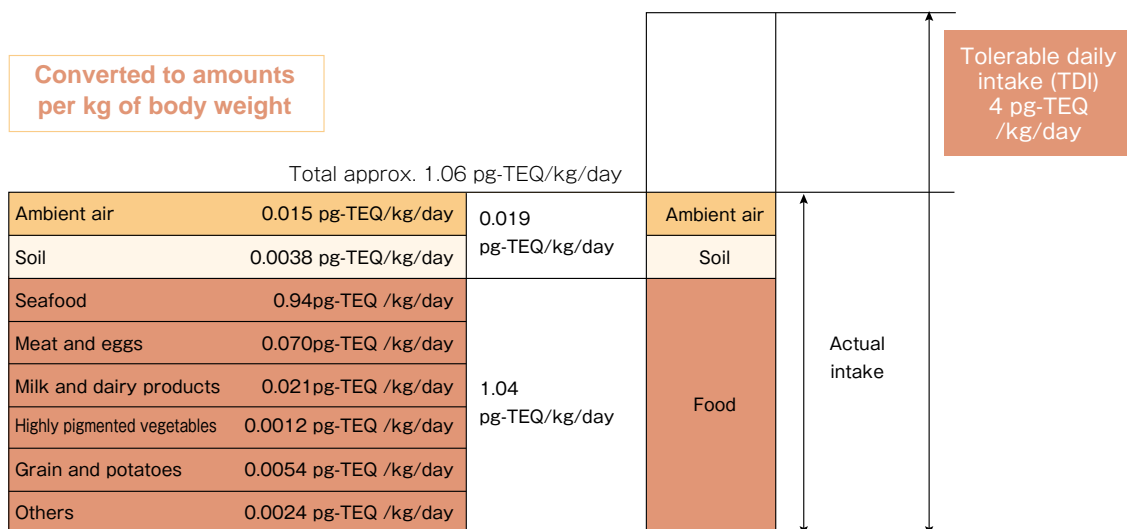 Converted to amounts
per kg of body weight
Tolerable daily
intake (TDI)
4 pg-TEQ
/kg/day
Total approx. 1.06 pg-TEQ/kg/day
Ambient air 0.015 pg-TEQ/kg/day
Soil 0.0038 pg-TEQ/kg/day
0.019
pg-TEQ/kg/day
Ambient air
Soil
Seafood 0.94pg-TEQ /kg/day
Meat and eggs 0.070pg-TEQ /kg/day
Milk and dairy products 0.021pg-TEQ /kg/day
Highly pigmented vegetables 0.0012 pg-TEQ /kg/day
Grain and potatoes 0.0054 pg-TEQ /kg/day
Others 0.0024 pg-TEQ /kg/day
1.04
pg-TEQ/kg/day
Food
Actual
intake